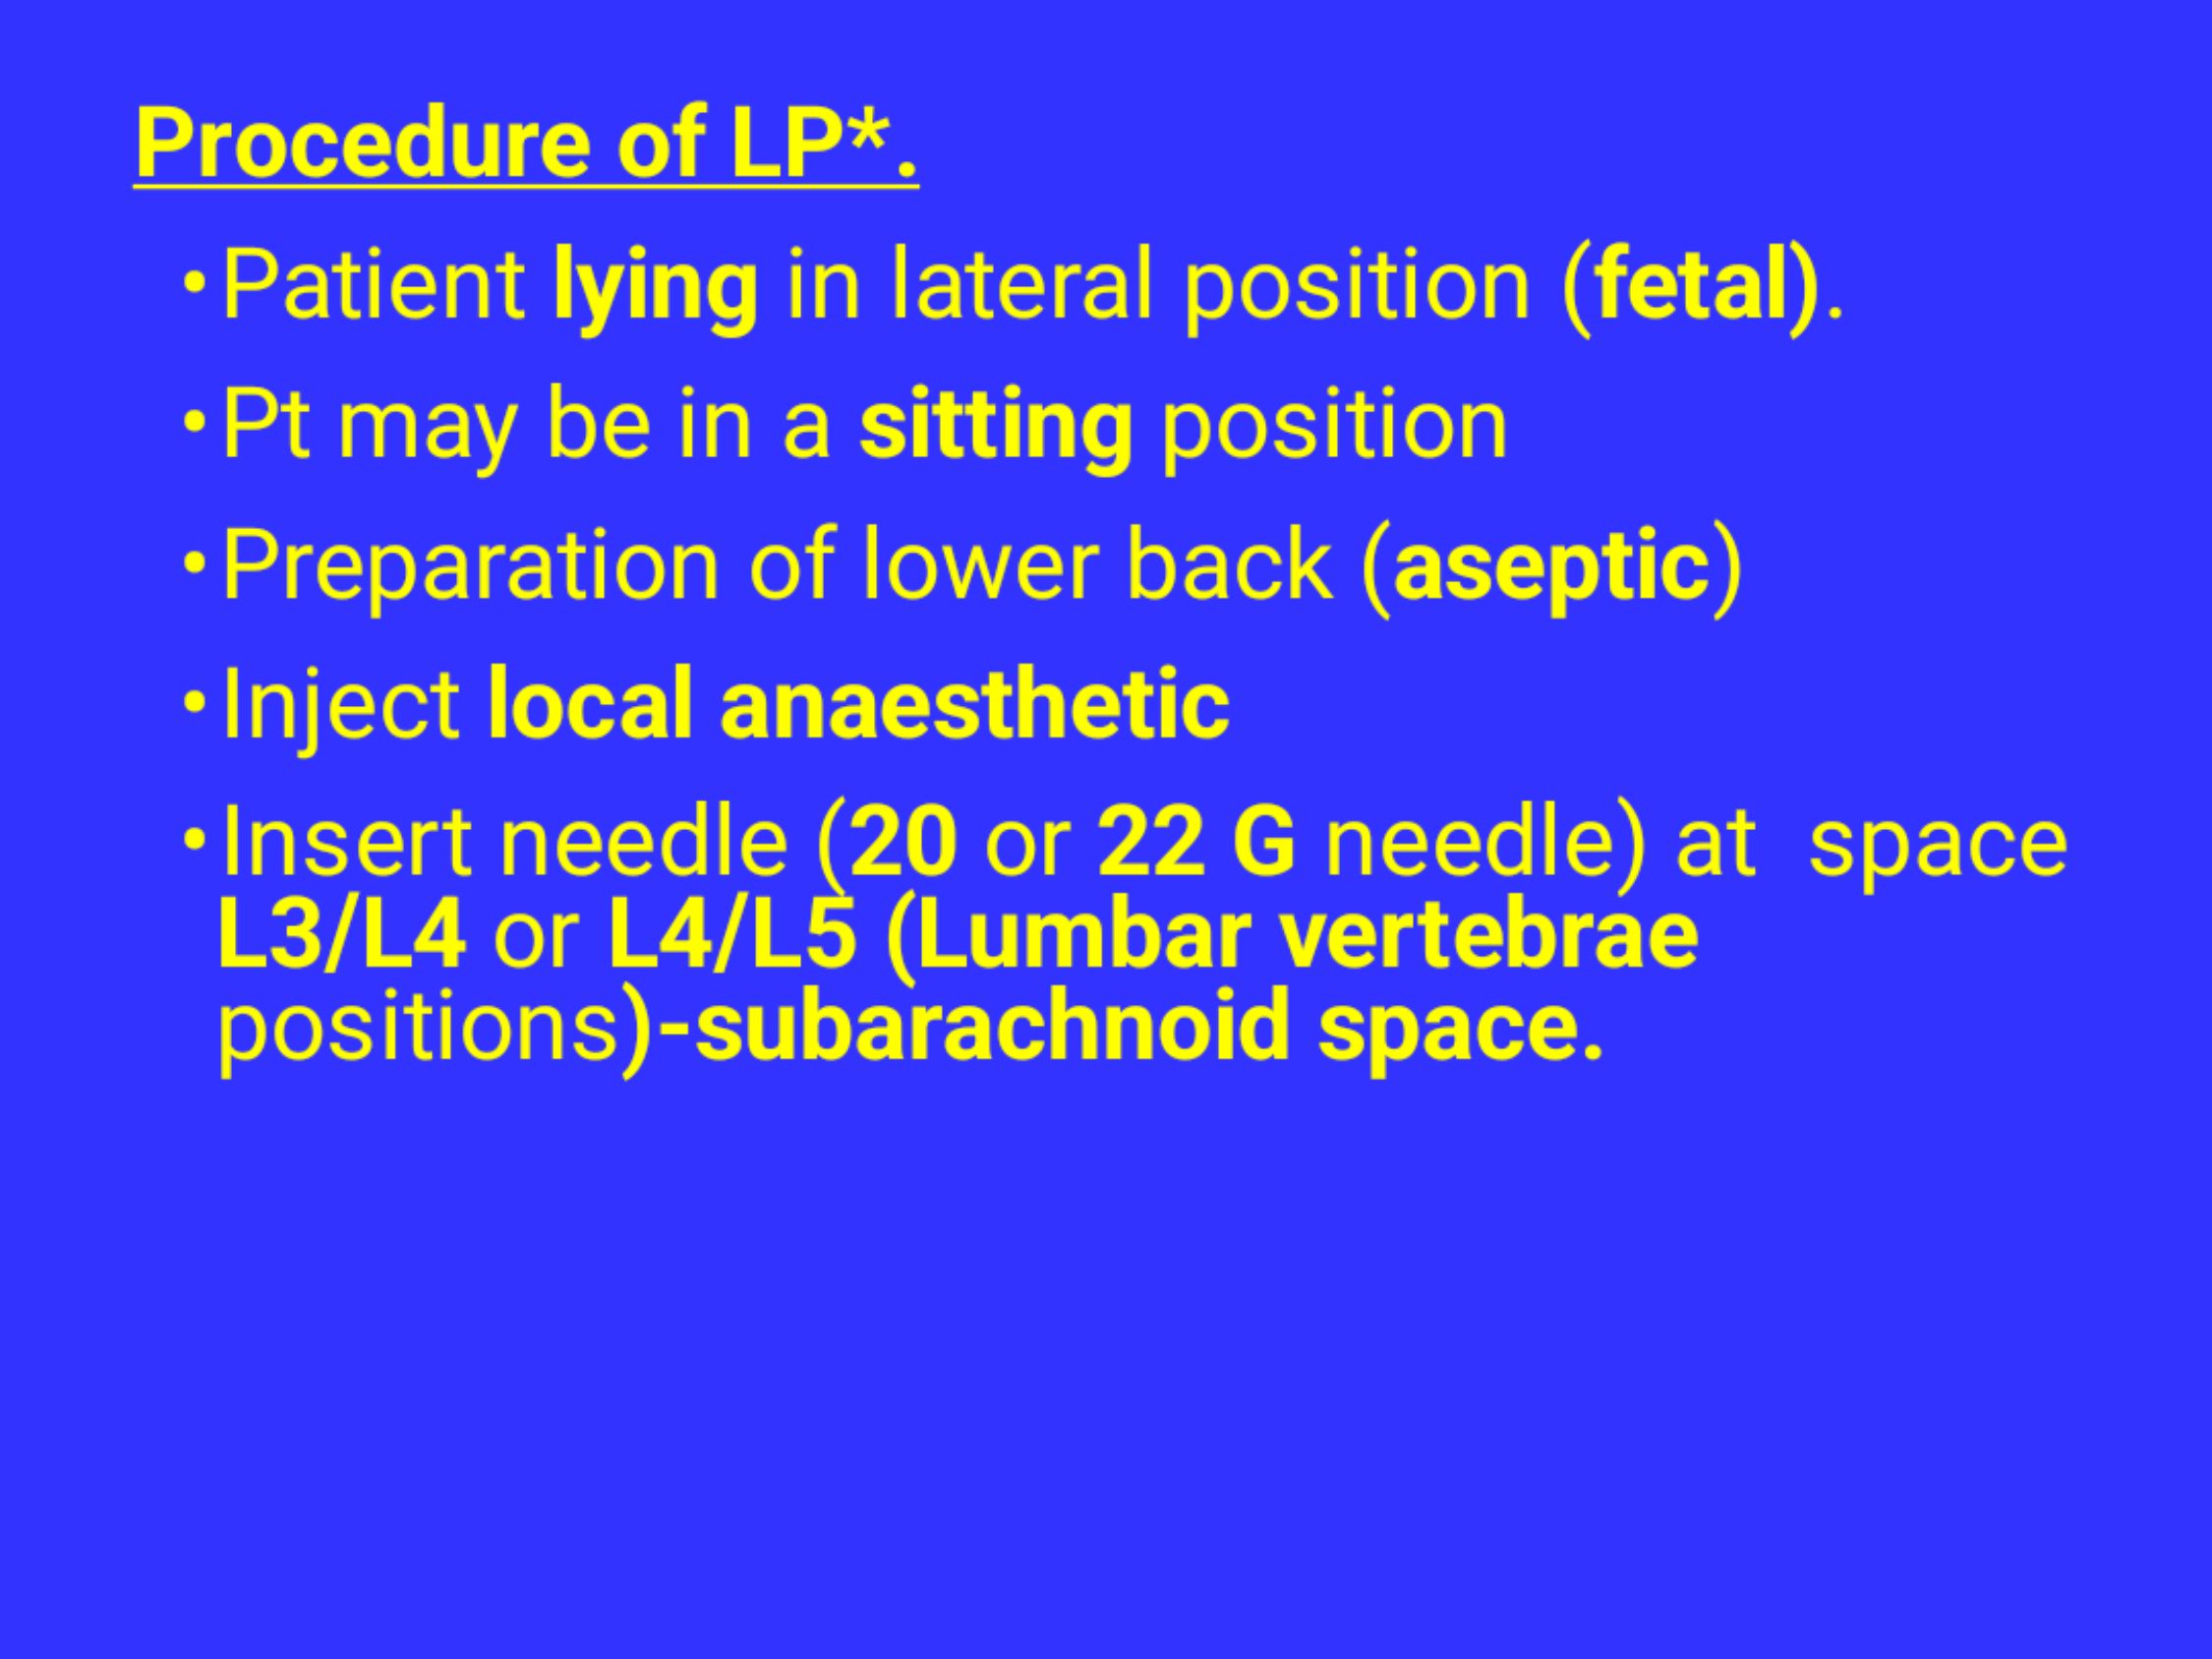 Procedure of LP*.
•Patient lying in lateral position (fetal).
•Pt may be in a sitting position
•Preparation of lower back (aseptic)
•Inject local anaesthetic
•Insert needle (20 or 22 G needle) at  space
L3/L4 or L4/L5 (Lumbar vertebrae
positions)-subarachnoid space.